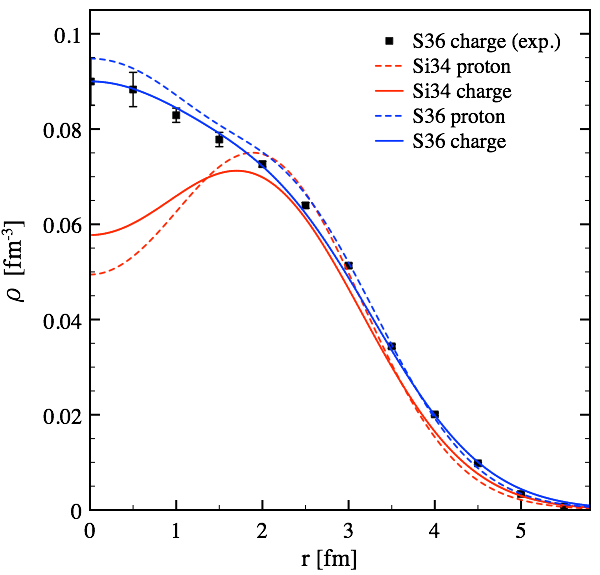 0.1
0.08
0.06
0.04
0.02
0
ρ [fm-3]
S36 charge (exp.)
Si34 proton
Si34 charge
S36 proton
S36 charge
0 1 2 3 4 5
r [fm]